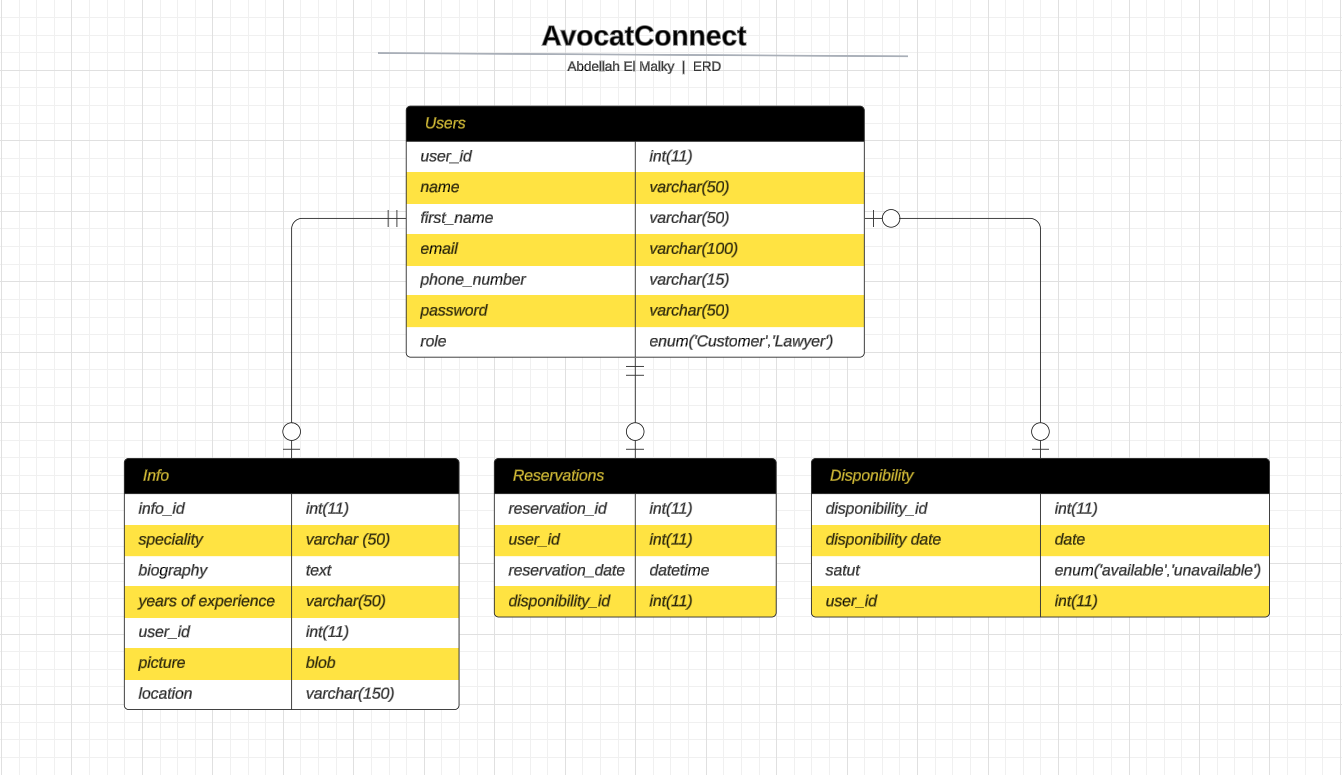 AvocatConnect
Abdellah El Malky | ERD
Users
user_id int(11)
name varchar(50)
first_name varchar(50)
email varchar(100)
phone_number varchar(15)
password varchar(50)
role enum('Customer','Lawyer')
Info
info_id int(11)
speciality varchar (50)
biography text
years of experience varchar(50)
user_id int(11)
picture blob
location varchar(150)
Reservations
reservation_id int(11)
user_id int(11)
reservation_date datetime
disponibility_id int(11)
Disponibility
disponibility_id int(11)
disponibility date date
satut enum('available','unavailable')
user_id int(11)